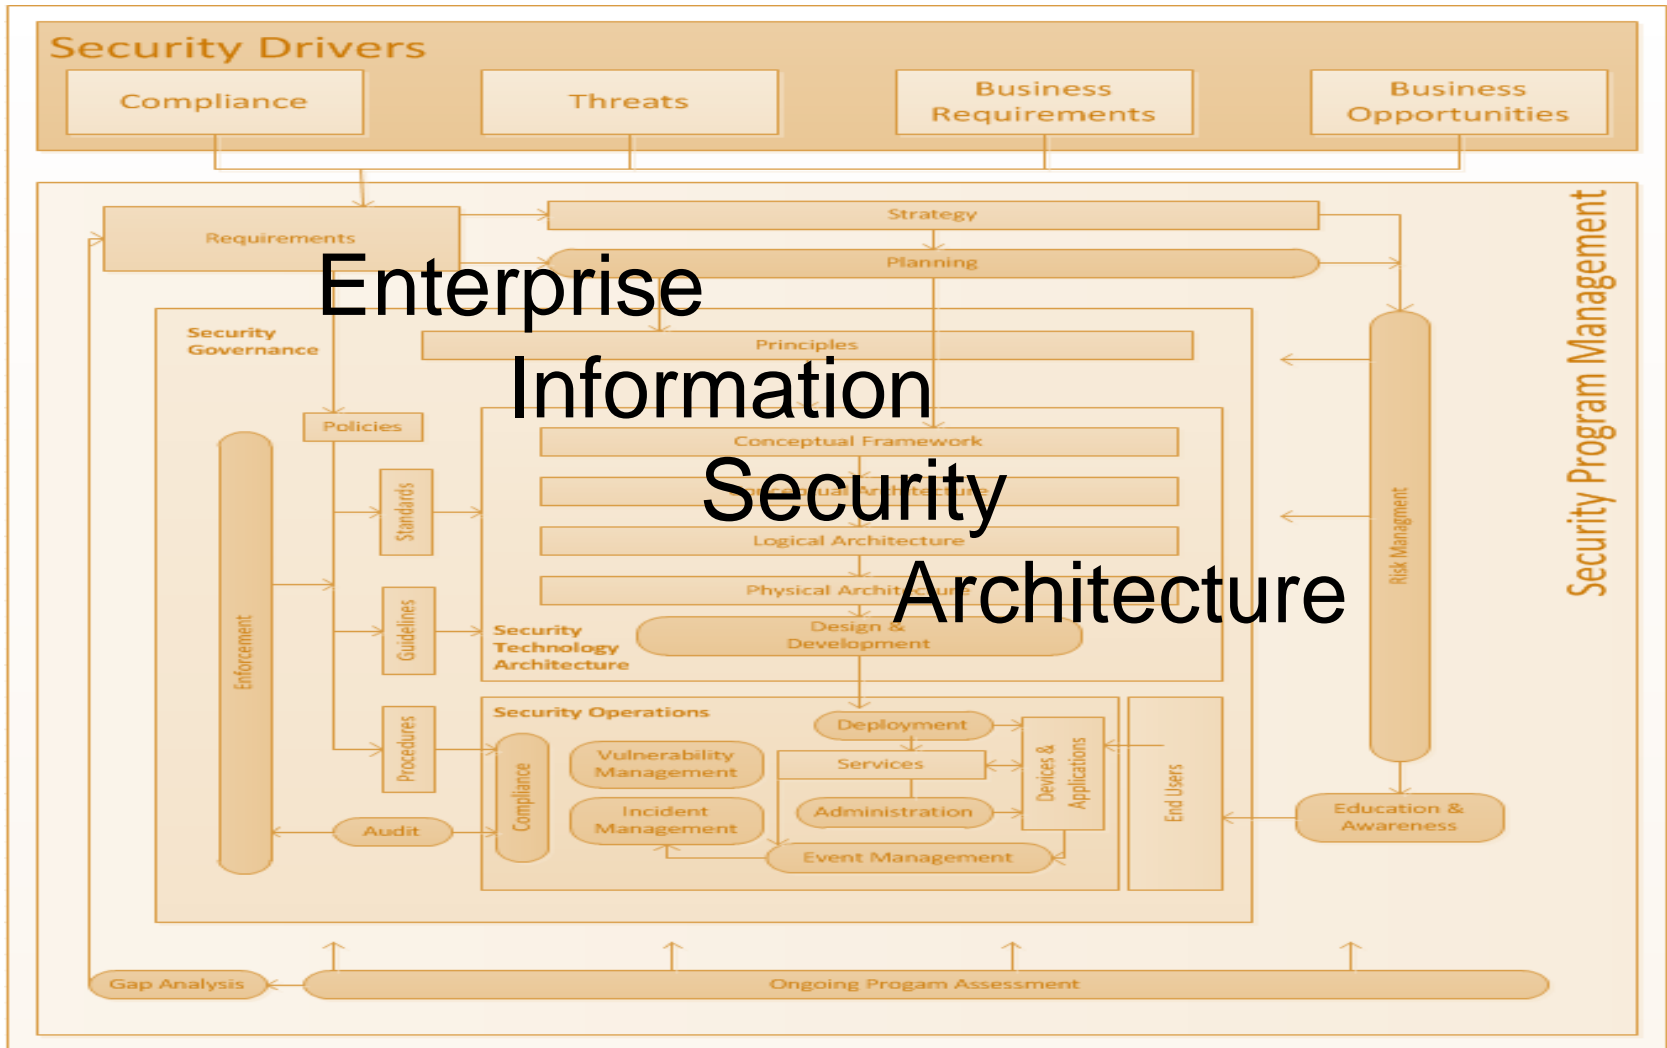 Security Drivers
Compliance
Threats
Business
Requirements
Business
Opportunities
Security Program Management
Requirements
Strategy
Planning
Enterprise
Information
Security
Architecture
Security
Governance
Principles
Policies
Conceptual Framework
Conceptual Architecture
Logical Architecture
Physical Architecture
Design &
Development
Security
Technology
Architecture
Standards
Guidelines
Procedures
Enforcement
Audit
Compliance
Security Operations
Vulnerability
Management
Incident
Management
Deployment
Services
Administration
Event Management
Devices &
Applications
End Users
Risk Managment
Education &
Awareness
Gap Analysis
Ongoing Progam Assessment